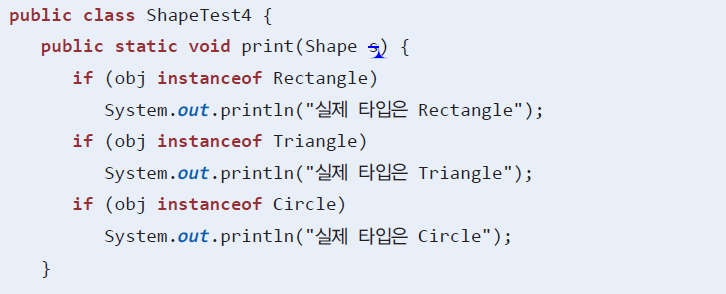 public class ShapeTest4 {
public static void print(Shape s) {
if (obj instanceof Rectangle)
System.out.println("실제 타입은 Rectangle");
if (obj instanceof Triangle)
System.out.println("실제 타입은 Triangle");
if (obj instanceof Circle)
System.out.println("실제 타입은 Circle");
}